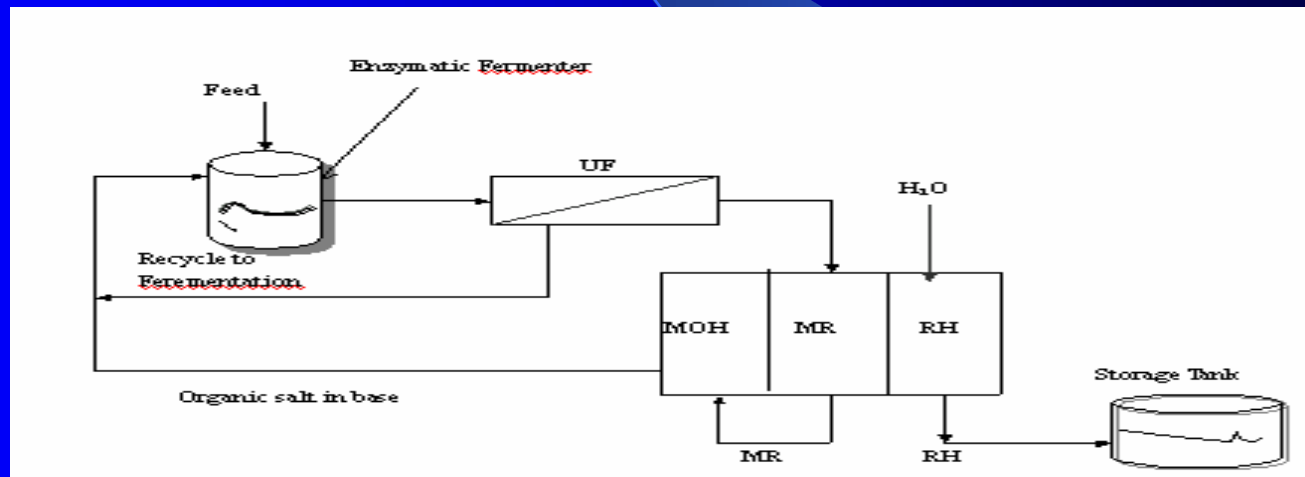 Enzymatic Fermenter
Feed
UF
H₂O
Recycle to
Ferementation
MOH
MR
RH
Storage Tank
Organic salt in base
MR
RH